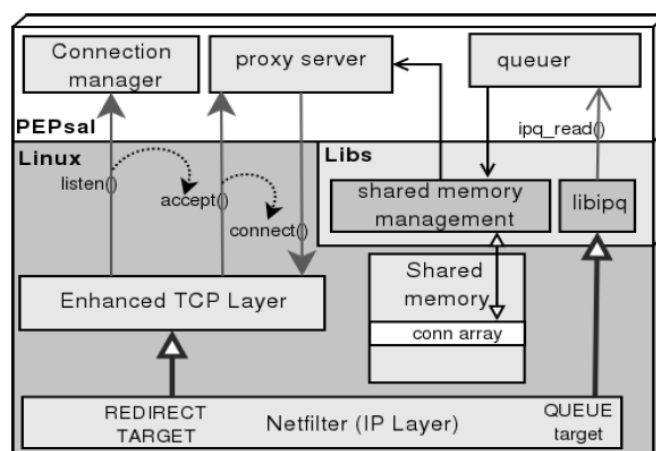 Connection
manager
proxy server
queuer
PEPsal
ipq_read()
Linux
Libs
listen()
accept()
connect()
shared memory
management
libipq
Enhanced TCP Layer
Shared
memory
conn array
REDIRECT
TARGET
Netfilter (IP Layer)
QUEUE
target